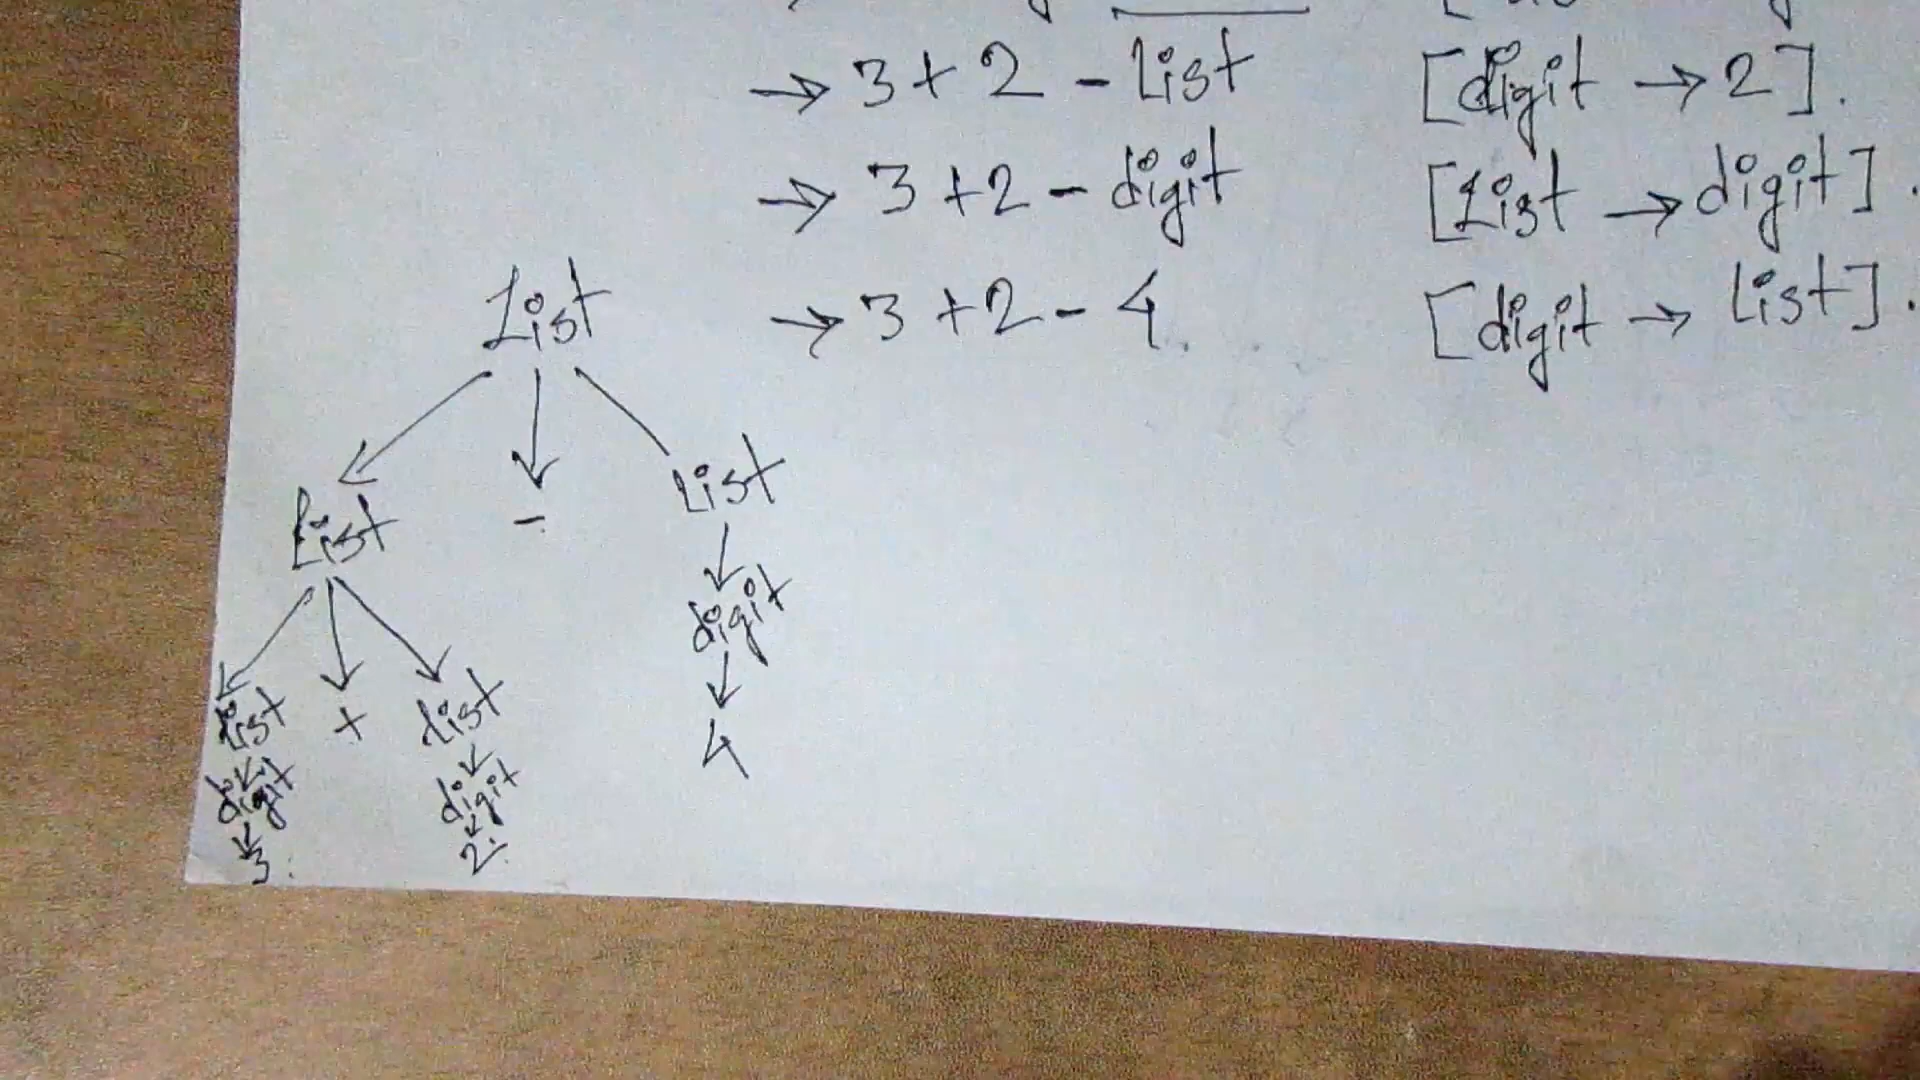 → 3 + 2 - List [digit → 2].
→ 3 + 2 - digit [List → digit].
→ 3 + 2 - 4. [digit → List].
List
List - List
digit
List + List 4
digit digit
3. 2.